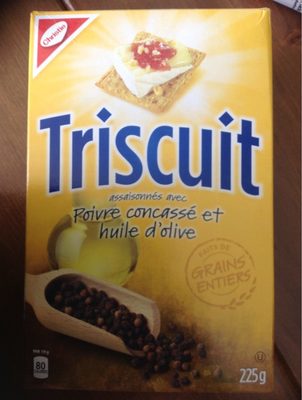 Christie
Triscuit
assaisonnés avec
Poivre concassé et
huile d'olive
FAITS DE
GRAINS
ENTIERS
80
225g